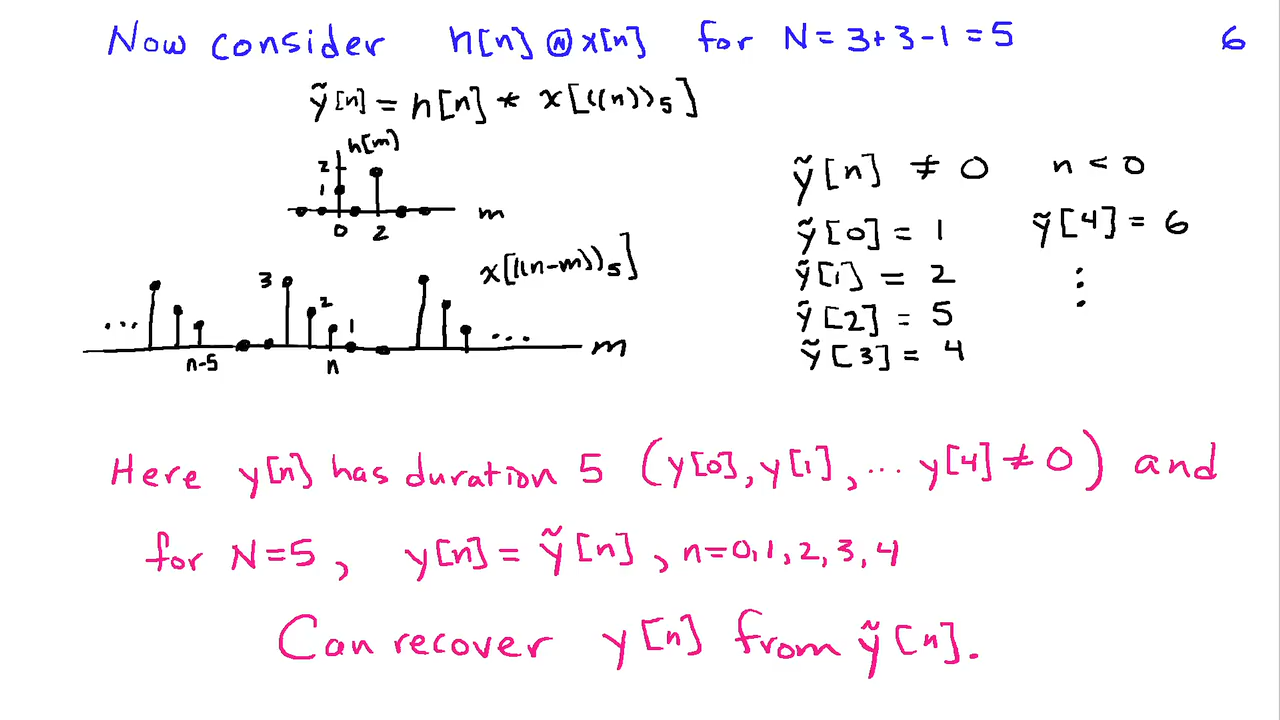 Now consider h[n] Ⓝ x[n] for N = 3+3-1 = 5 6
ỹ[n] = h[n] * x[((n))₅]
h[m]
2
1
0 2 m
x[((n-m))₅]
3
2
1
... ...
n-5 n m
ỹ[n] ≠ 0 n < 0
ỹ[0] = 1 ỹ[4] = 6
ỹ[1] = 2 ⋮
ỹ[2] = 5
ỹ[3] = 4
Here y[n] has duration 5 (y[0], y[1], ... y[4] ≠ 0) and
for N=5, y[n] = ỹ[n], n=0,1,2,3,4
Can recover y[n] from ỹ[n].